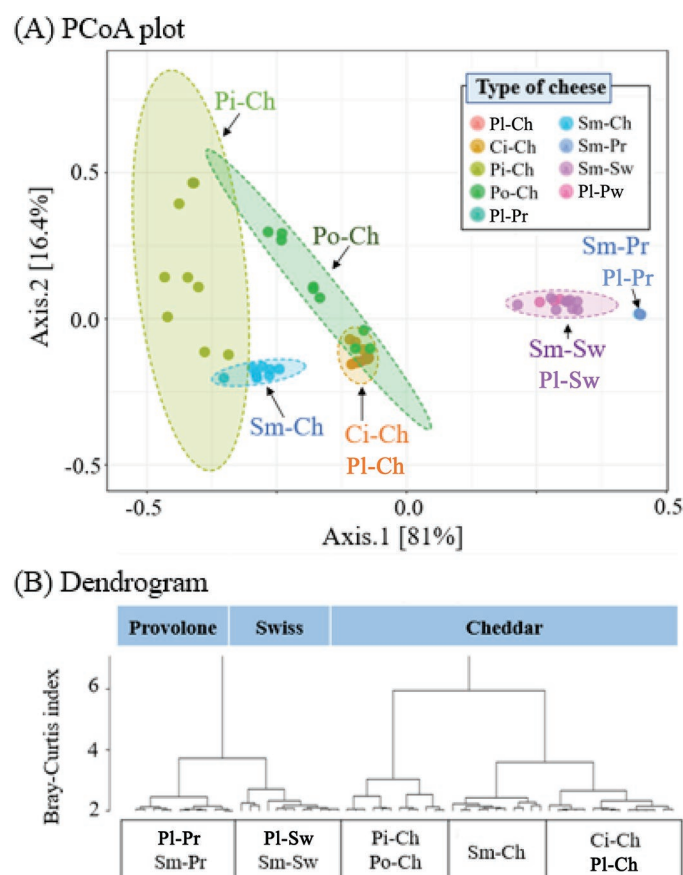 (A) PCoA plot
Axis.2 [16.4%]
0.5
0.0
-0.5
Pi-Ch
Po-Ch
Sm-Ch
Ci-Ch
Pl-Ch
Sm-Pr
Pl-Pr
Sm-Sw
Pl-Sw
Type of cheese
Pl-Ch
Ci-Ch
Pi-Ch
Po-Ch
Pl-Pr
Sm-Ch
Sm-Pr
Sm-Sw
Pl-Pw
-0.5
0.0
0.5
Axis.1 [81%]
(B) Dendrogram
Provolone
Swiss
Cheddar
Bray-Curtis index
6
4
2
Pl-Pr
Sm-Pr
Pl-Sw
Sm-Sw
Pi-Ch
Po-Ch
Sm-Ch
Ci-Ch
Pl-Ch